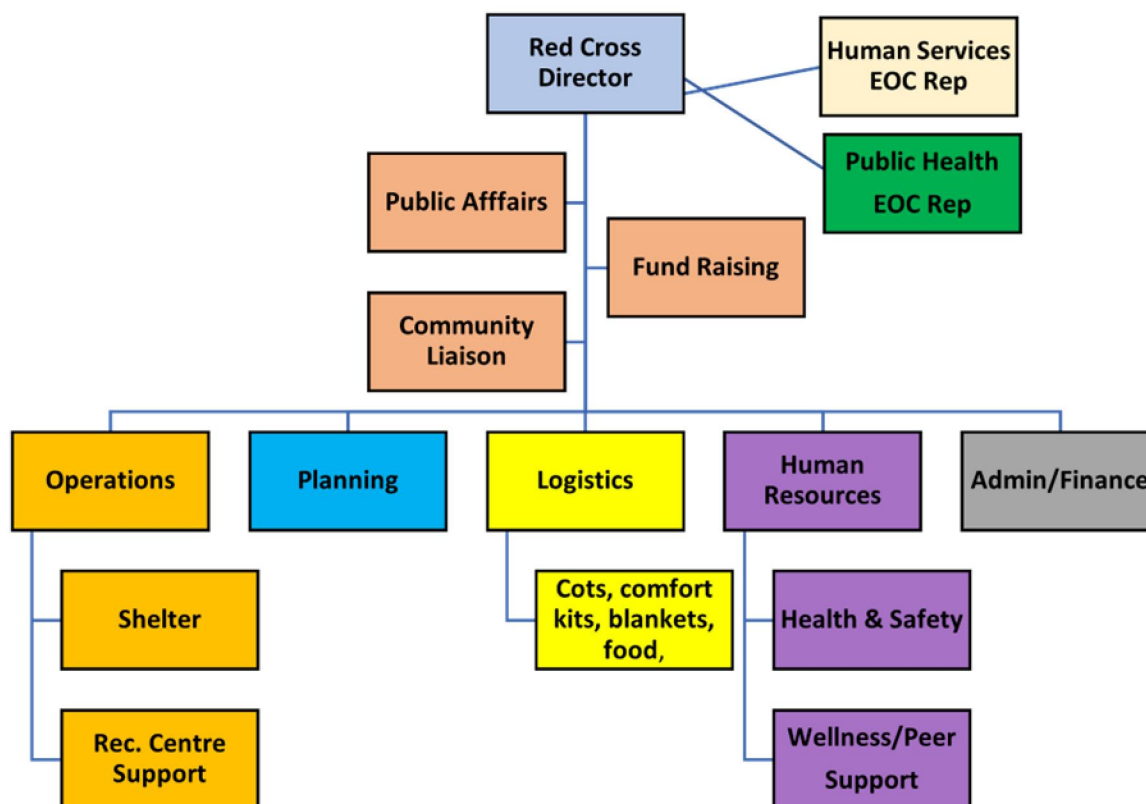 Red Cross
Director
Human Services
EOC Rep
Public Health
EOC Rep
Public Afffairs
Fund Raising
Community
Liaison
Operations
Planning
Logistics
Human
Resources
Admin/Finance
Shelter
Cots, comfort
kits, blankets,
food,
Health & Safety
Rec. Centre
Support
Wellness/Peer
Support